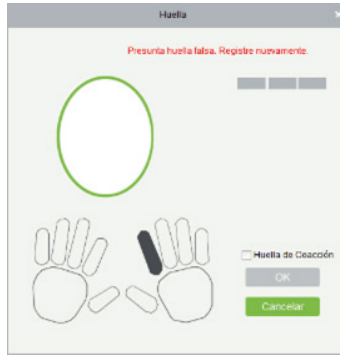 Huella
Presunta huella falsa. Registre nuevamente.
Huella de Coacción
OK
Cancelar